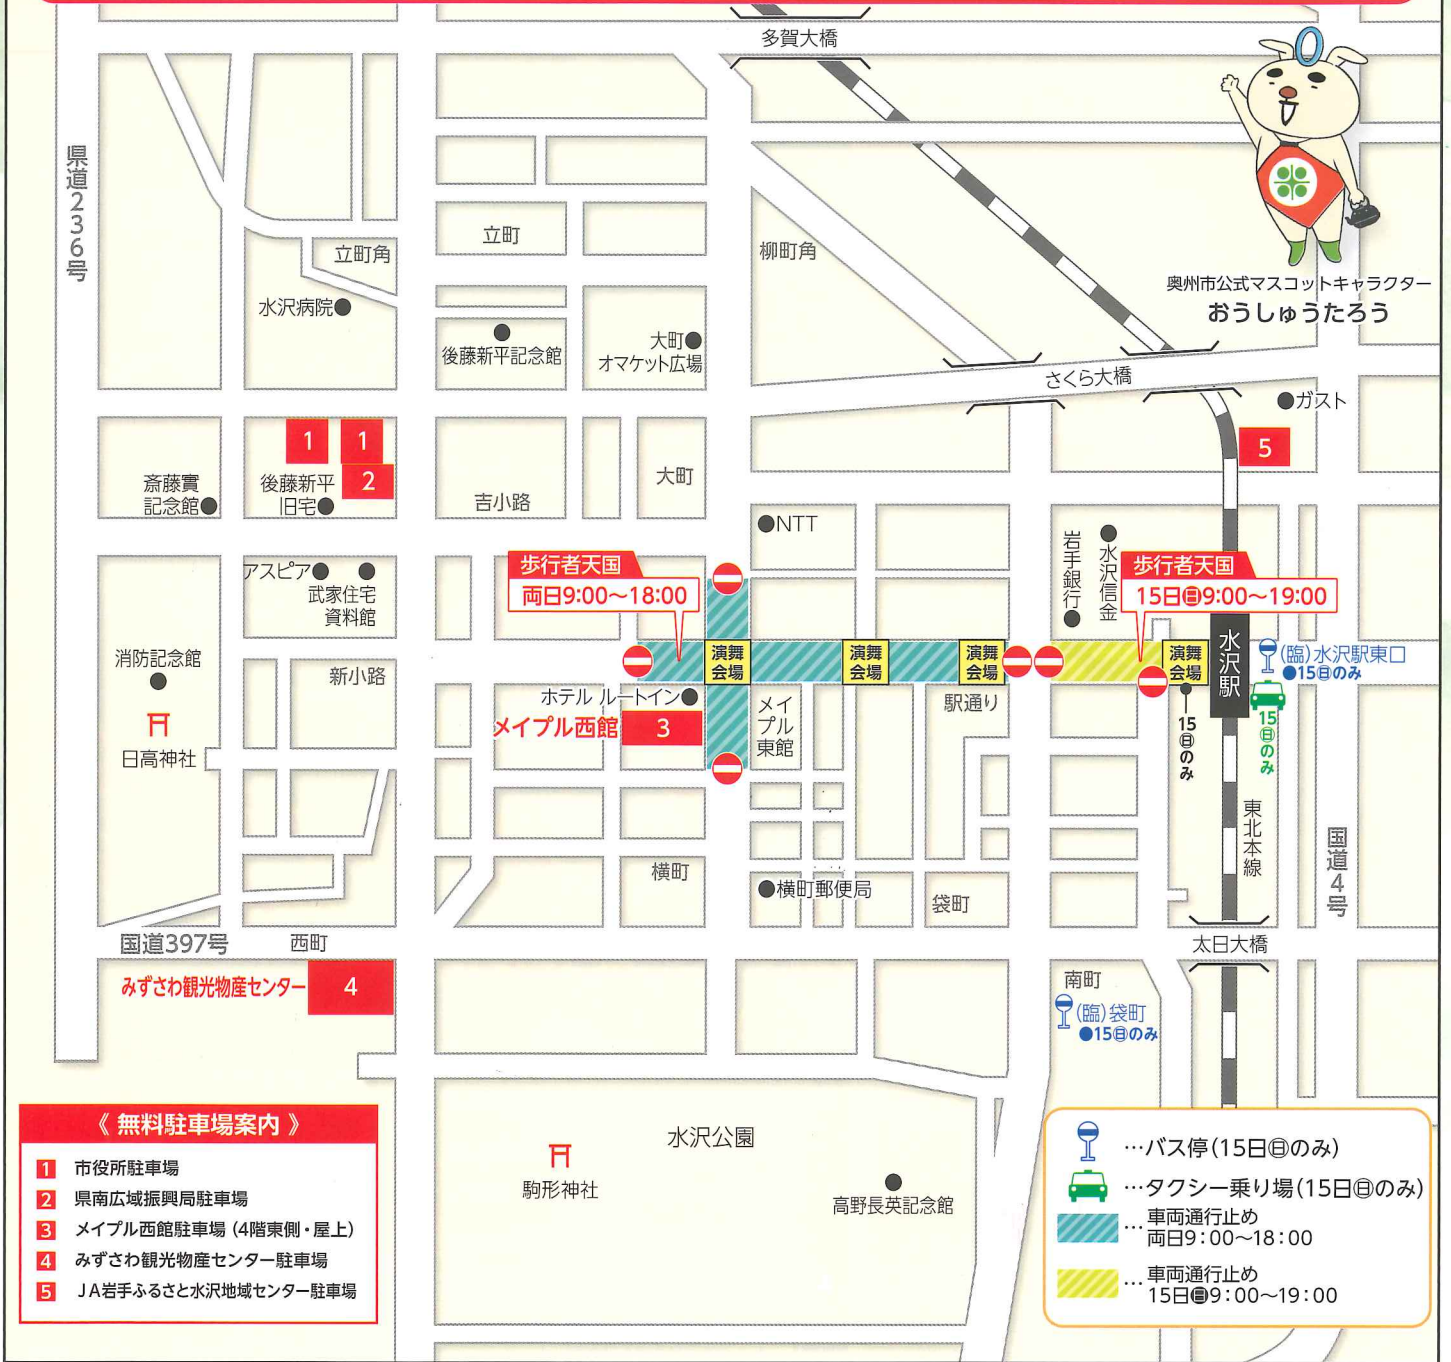 多賀大橋
県道236号
立町
立町角
柳町角
水沢病院
後藤新平記念館
大町
オマケット広場
奥州市公式マスコットキャラクター
おうしゅうたろう
さくら大橋
ガスト
1
1
2
5
斎藤實
記念館
後藤新平
旧宅
吉小路
大町
NTT
岩手銀行
水沢信金
アスピア
武家住宅
資料館
歩行者天国
両日9:00～18:00
歩行者天国
15日㊐9:00～19:00
消防記念館
新小路
演舞
会場
演舞
会場
演舞
会場
演舞
会場
水沢駅
(臨)水沢駅東口
●15㊐のみ
ホテル ルートイン
メイプル西館
3
メイプル東館
駅通り
15㊐のみ
15㊐のみ
日高神社
東北本線
国道4号
横町
横町郵便局
袋町
国道397号
西町
太日大橋
みずさわ観光物産センター
4
南町
(臨)袋町
●15㊐のみ
《 無料駐車場案内 》
1 市役所駐車場
2 県南広域振興局駐車場
3 メイプル西館駐車場 (4階東側・屋上)
4 みずさわ観光物産センター駐車場
5 JA岩手ふるさと水沢地域センター駐車場
水沢公園
駒形神社
高野長英記念館
…バス停(15日㊐のみ)
…タクシー乗り場(15日㊐のみ)
…車両通行止め
両日9:00～18:00
…車両通行止め
15日㊐9:00～19:00